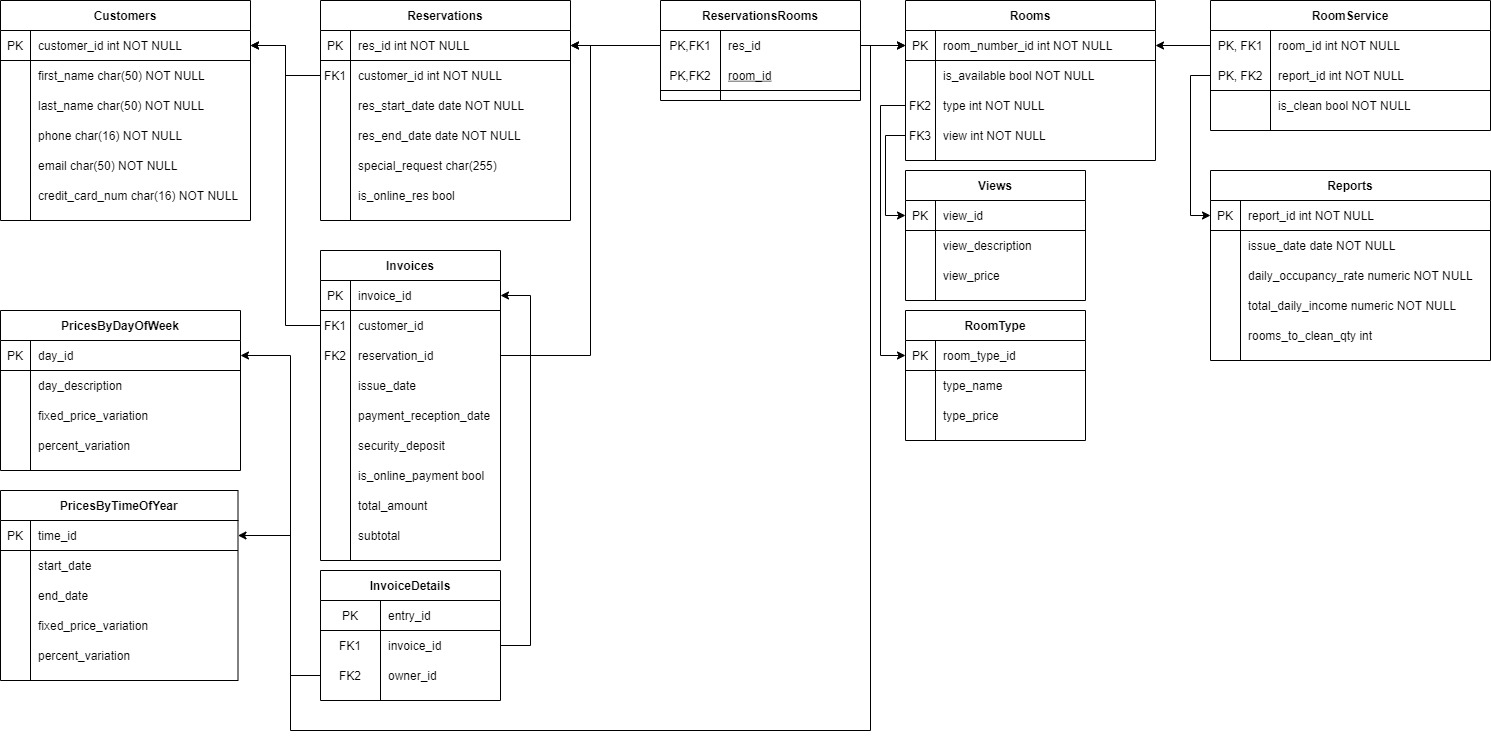 Customers
PK customer_id int NOT NULL
first_name char(50) NOT NULL
last_name char(50) NOT NULL
phone char(16) NOT NULL
email char(50) NOT NULL
credit_card_num char(16) NOT NULL
Reservations
PK res_id int NOT NULL
FK1 customer_id int NOT NULL
res_start_date date NOT NULL
res_end_date date NOT NULL
special_request char(255)
is_online_res bool
ReservationsRooms
PK,FK1 res_id
PK,FK2 room_id
Rooms
PK room_number_id int NOT NULL
is_available bool NOT NULL
FK2 type int NOT NULL
FK3 view int NOT NULL
RoomService
PK, FK1 room_id int NOT NULL
PK, FK2 report_id int NOT NULL
is_clean bool NOT NULL
Views
PK view_id
view_description
view_price
Reports
PK report_id int NOT NULL
issue_date date NOT NULL
daily_occupancy_rate numeric NOT NULL
total_daily_income numeric NOT NULL
rooms_to_clean_qty int
Invoices
PK invoice_id
FK1 customer_id
FK2 reservation_id
issue_date
payment_reception_date
security_deposit
is_online_payment bool
total_amount
subtotal
PricesByDayOfWeek
PK day_id
day_description
fixed_price_variation
percent_variation
RoomType
PK room_type_id
type_name
type_price
PricesByTimeOfYear
PK time_id
start_date
end_date
fixed_price_variation
percent_variation
InvoiceDetails
PK entry_id
FK1 invoice_id
FK2 owner_id